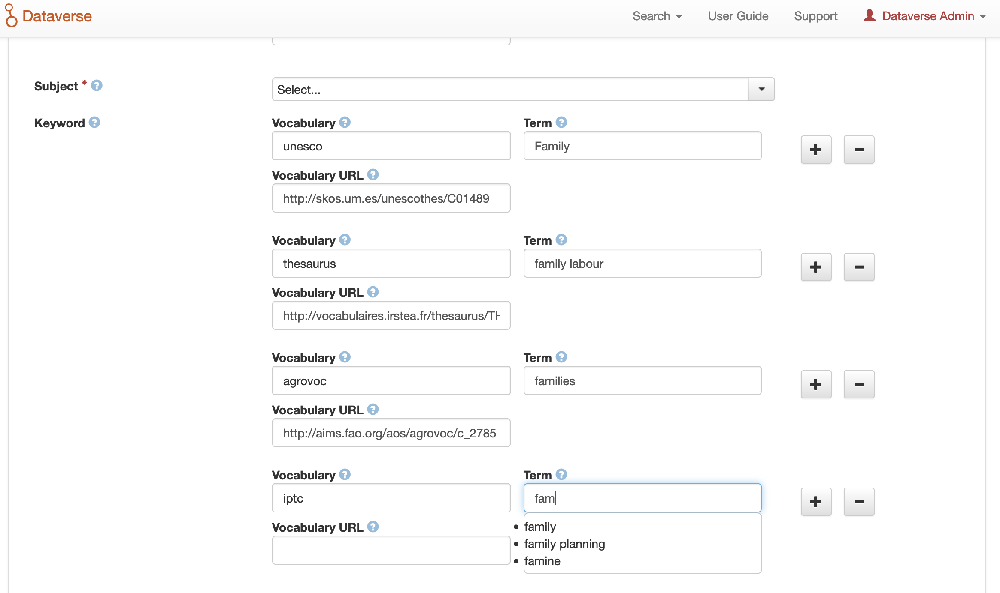 Dataverse
Search User Guide Support Dataverse Admin
Subject * ?
Select...
Keyword ?
Vocabulary ? Term ?
unesco Family
Vocabulary URL ?
http://skos.um.es/unescothes/C01489
Vocabulary ? Term ?
thesaurus family labour
Vocabulary URL ?
http://vocabulaires.irstea.fr/thesaurus/TH
Vocabulary ? Term ?
agrovoc families
Vocabulary URL ?
http://aims.fao.org/aos/agrovoc/c_2785
Vocabulary ? Term ?
iptc fam
Vocabulary URL ?
• family
• family planning
• famine